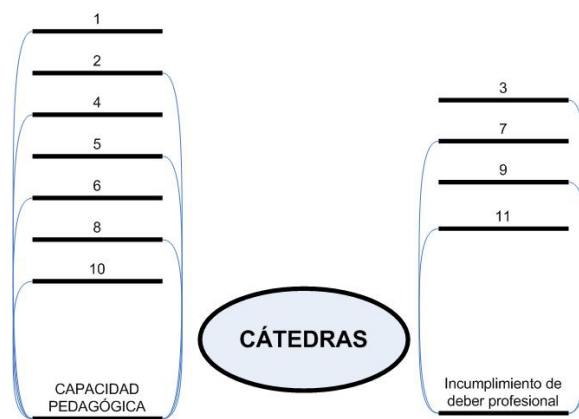 1
2
4
5
6
8
10
CAPACIDAD
PEDAGÓGICA
CÁTEDRAS
3
7
9
11
Incumplimiento de
deber profesional